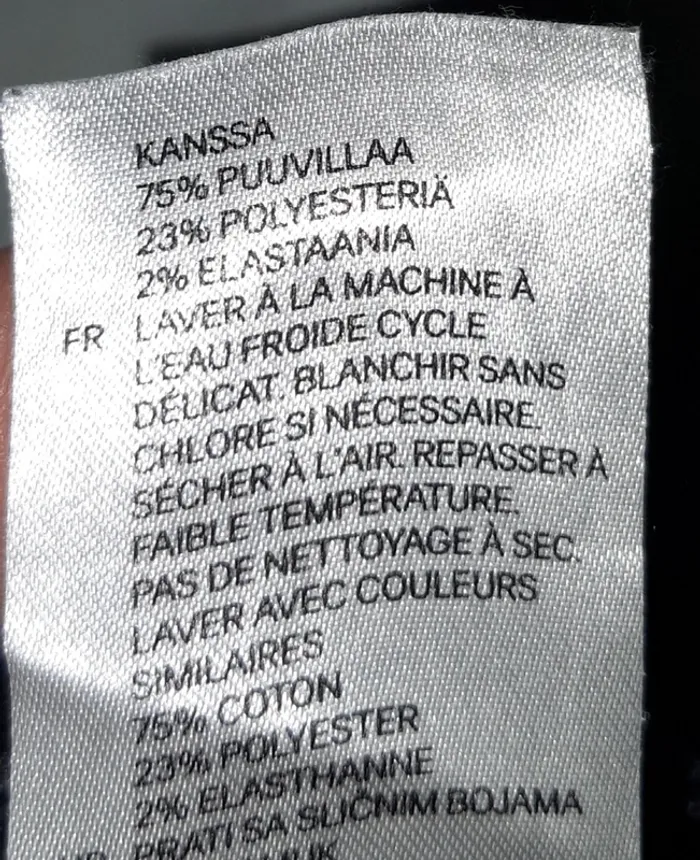 KANSSA
75% PUUVILLAA
23% POLYESTERIÄ
2% ELASTAANIA
FR LAVER À LA MACHINE À
L'EAU FROIDE CYCLE
DÉLICAT. BLANCHIR SANS
CHLORE SI NÉCESSAIRE.
SÉCHER À L'AIR. REPASSER À
FAIBLE TEMPÉRATURE.
PAS DE NETTOYAGE À SEC.
LAVER AVEC COULEURS
SIMILAIRES
75% COTON
23% POLYESTER
2% ELASTHANNE
PRATI SA SLIČNIM BOJAMA